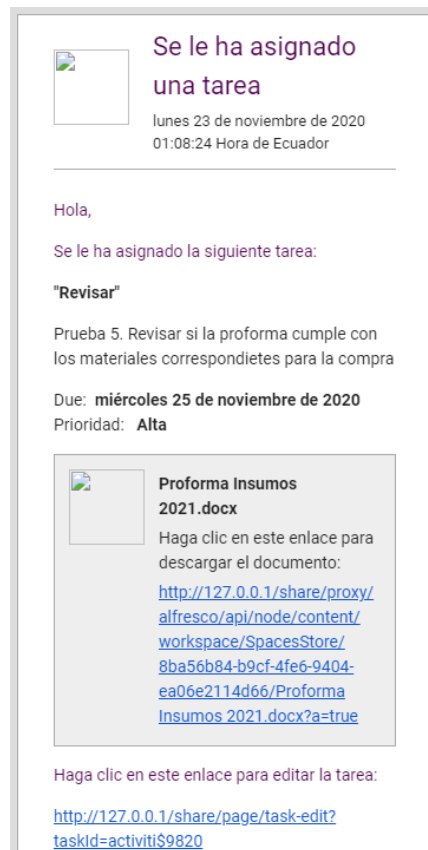 Se le ha asignado
una tarea
lunes 23 de noviembre de 2020
01:08:24 Hora de Ecuador
Hola,
Se le ha asignado la siguiente tarea:
"Revisar"
Prueba 5. Revisar si la proforma cumple con
los materiales correspondietes para la compra
Due: miércoles 25 de noviembre de 2020
Prioridad: Alta
Proforma Insumos
2021.docx
Haga clic en este enlace para
descargar el documento:
http://127.0.0.1/share/proxy/
alfresco/api/node/content/
workspace/SpacesStore/
8ba56b84-b9cf-4fe6-9404-
ea06e2114d66/Proforma
Insumos 2021.docx?a=true
Haga clic en este enlace para editar la tarea:
http://127.0.0.1/share/page/task-edit?
taskId=activiti$9820